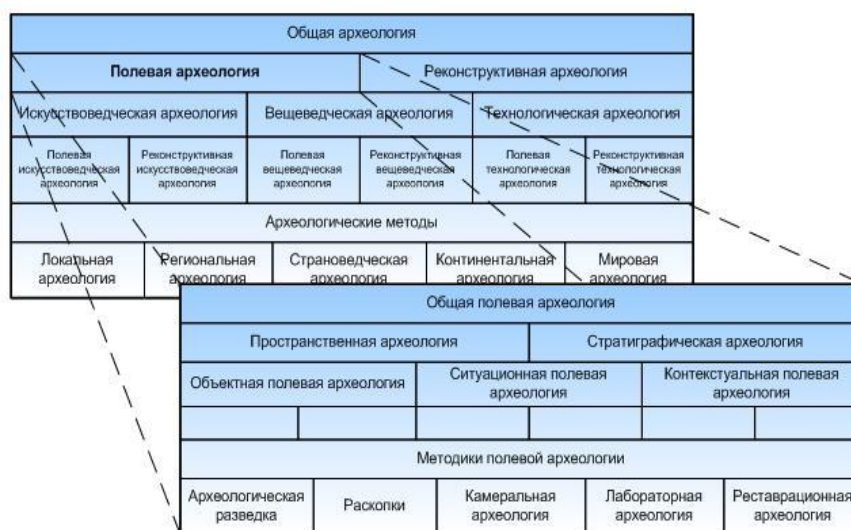 Общая археология
Полевая археология
Реконструктивная археология
Искусствоведческая археология
Вещеведческая археология
Технологическая археология
Полевая
искусствоведческая
археология
Реконструктивная
искусствоведческая
археология
Полевая
вещеведческая
археология
Реконструктивная
вещеведческая
археология
Полевая
технологическая
археология
Реконструктивная
технологическая
археология
Археологические методы
Локальная
археология
Региональная
археология
Страноведческая
археология
Континентальная
археология
Мировая
археология
Общая полевая археология
Пространственная археология
Стратиграфическая археология
Объектная полевая археология
Ситуационная полевая
археология
Контекстуальная полевая
археология
Методики полевой археологии
Археологическая
разведка
Раскопки
Камеральная
археология
Лабораторная
археология
Реставрационная
археология